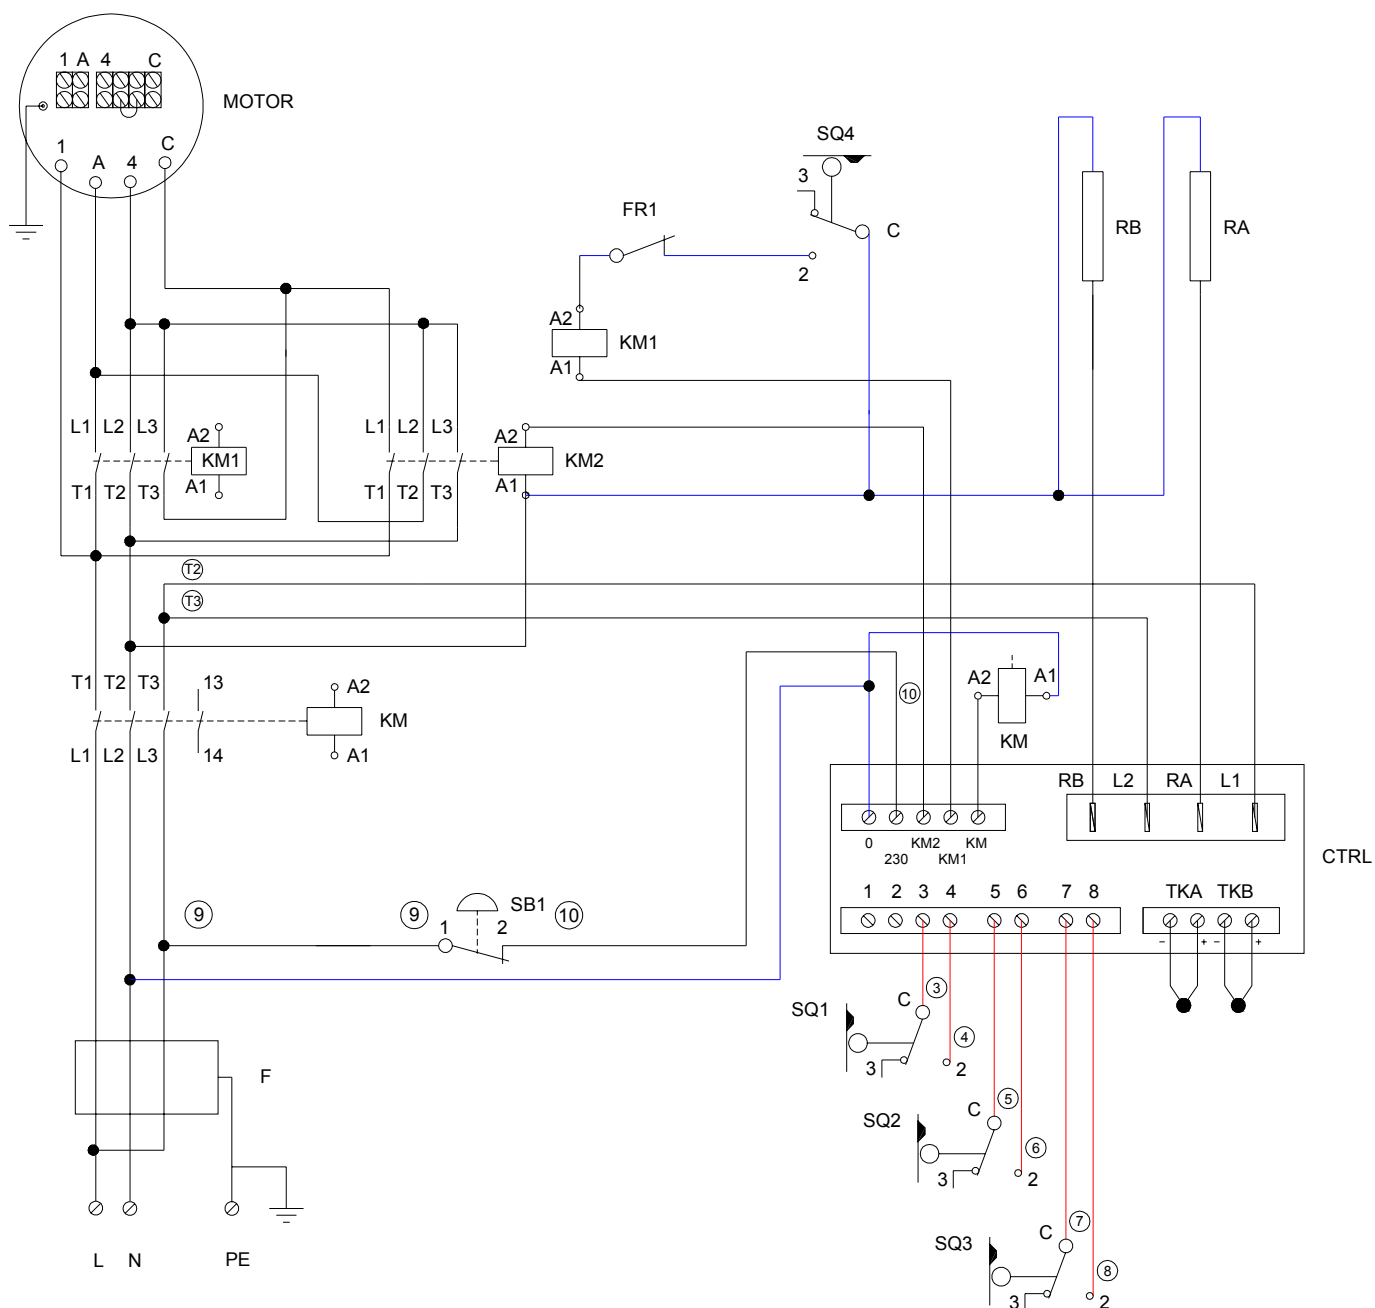 1 A 4 C
MOTOR
1 A 4 C
SQ4
3
FR1
C
2
RB RA
A2
KM1
A1
L1 L2 L3
A2
KM1
A1
T1 T2 T3
L1 L2 L3
A2
KM2
A1
T1 T2 T3
T2
T3
T1 T2 T3 13
A2
KM
A1
L1 L2 L3 14
10
A2 A1
KM
RB L2 RA L1
0 KM2 KM
230 KM1
CTRL
1 2 3 4 5 6 7 8
TKA TKB
- + - +
9
9
1
SB1
2
10
SQ1
C
3
4
3
2
SQ2
C
5
6
3
2
SQ3
C
7
8
3
2
F
L N PE